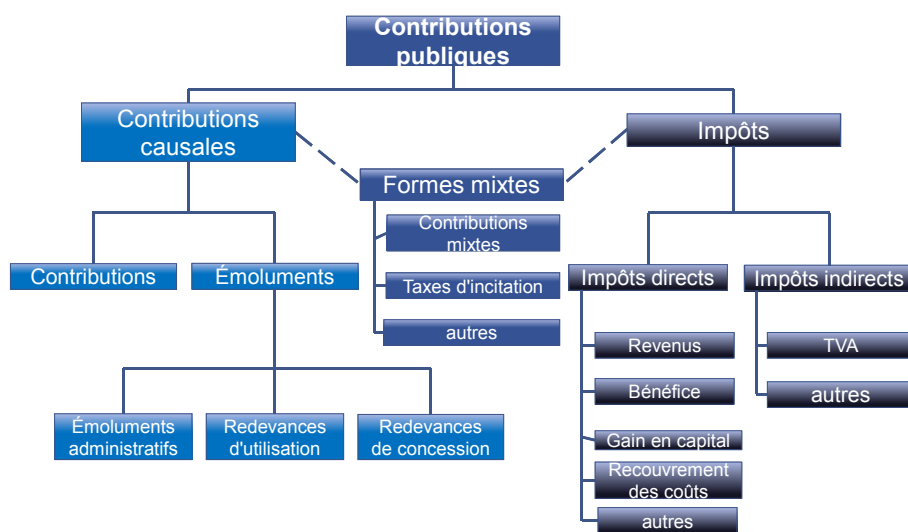 Contributions
publiques
Contributions
causales
Impôts
Formes mixtes
Contributions
mixtes
Taxes d'incitation
autres
Contributions
Émoluments
Émoluments
administratifs
Redevances
d'utilisation
Redevances
de concession
Impôts directs
Revenus
Bénéfice
Gain en capital
Recouvrement
des coûts
autres
Impôts indirects
TVA
autres